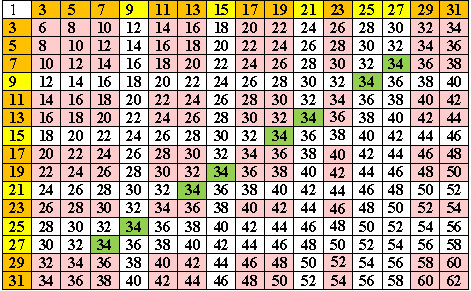 1 3 5 7 9 11 13 15 17 19 21 23 25 27 29 31
3 6 8 10 12 14 16 18 20 22 24 26 28 30 32 34
5 8 10 12 14 16 18 20 22 24 26 28 30 32 34 36
7 10 12 14 16 18 20 22 24 26 28 30 32 34 36 38
9 12 14 16 18 20 22 24 26 28 30 32 34 36 38 40
11 14 16 18 20 22 24 26 28 30 32 34 36 38 40 42
13 16 18 20 22 24 26 28 30 32 34 36 38 40 42 44
15 18 20 22 24 26 28 30 32 34 36 38 40 42 44 46
17 20 22 24 26 28 30 32 34 36 38 40 42 44 46 48
19 22 24 26 28 30 32 34 36 38 40 42 44 46 48 50
21 24 26 28 30 32 34 36 38 40 42 44 46 48 50 52
23 26 28 30 32 34 36 38 40 42 44 46 48 50 52 54
25 28 30 32 34 36 38 40 42 44 46 48 50 52 54 56
27 30 32 34 36 38 40 42 44 46 48 50 52 54 56 58
29 32 34 36 38 40 42 44 46 48 50 52 54 56 58 60
31 34 36 38 40 42 44 46 48 50 52 54 56 58 60 62